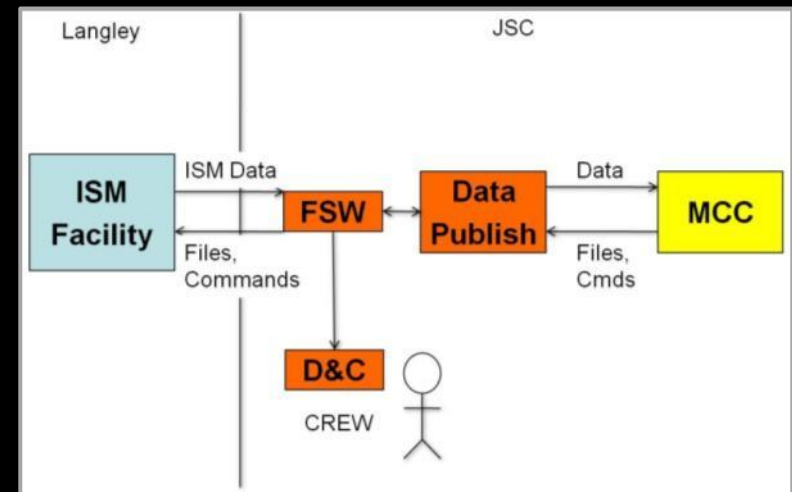 Langley
JSC
ISM
Facility
ISM Data
Files,
Commands
FSW
Data
Publish
Data
Files,
Cmds
MCC
D&C
CREW